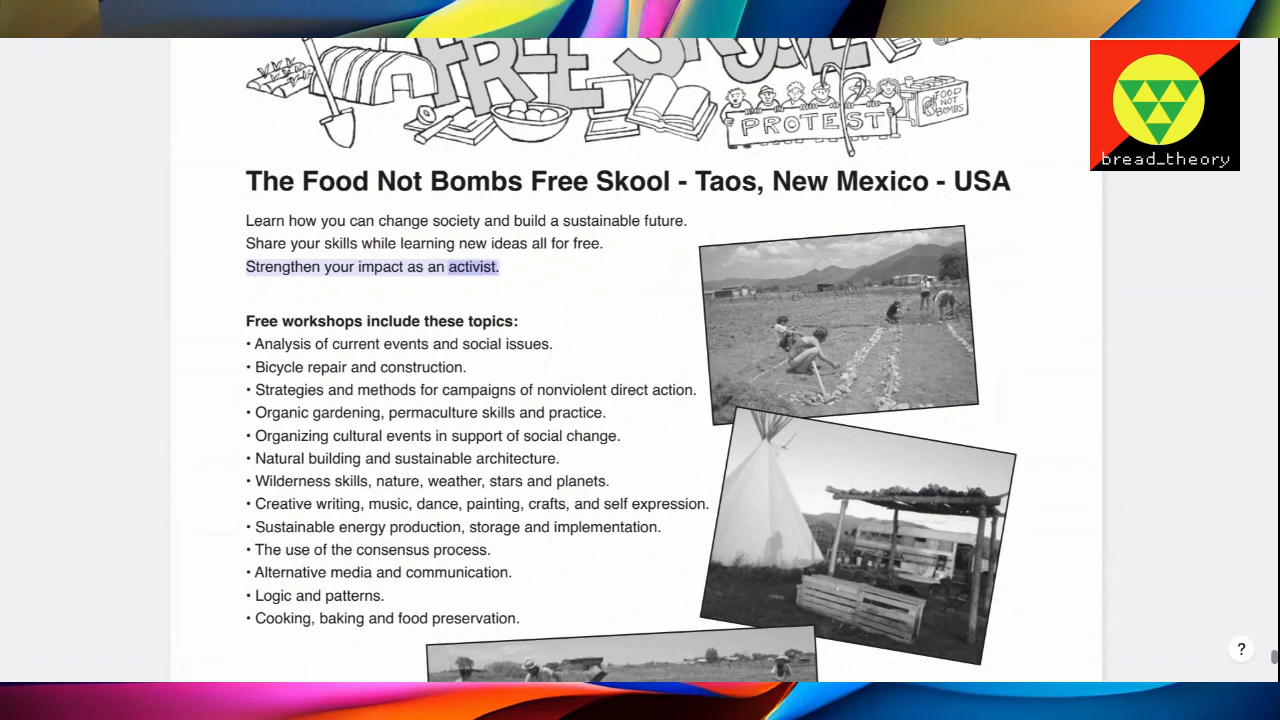 FREE SKOOL
PROTEST
FOOD
NOT
BOMBS
bread_theory
The Food Not Bombs Free Skool - Taos, New Mexico - USA
Learn how you can change society and build a sustainable future.
Share your skills while learning new ideas all for free.
Strengthen your impact as an activist.
Free workshops include these topics:
• Analysis of current events and social issues.
• Bicycle repair and construction.
• Strategies and methods for campaigns of nonviolent direct action.
• Organic gardening, permaculture skills and practice.
• Organizing cultural events in support of social change.
• Natural building and sustainable architecture.
• Wilderness skills, nature, weather, stars and planets.
• Creative writing, music, dance, painting, crafts, and self expression.
• Sustainable energy production, storage and implementation.
• The use of the consensus process.
• Alternative media and communication.
• Logic and patterns.
• Cooking, baking and food preservation.
?